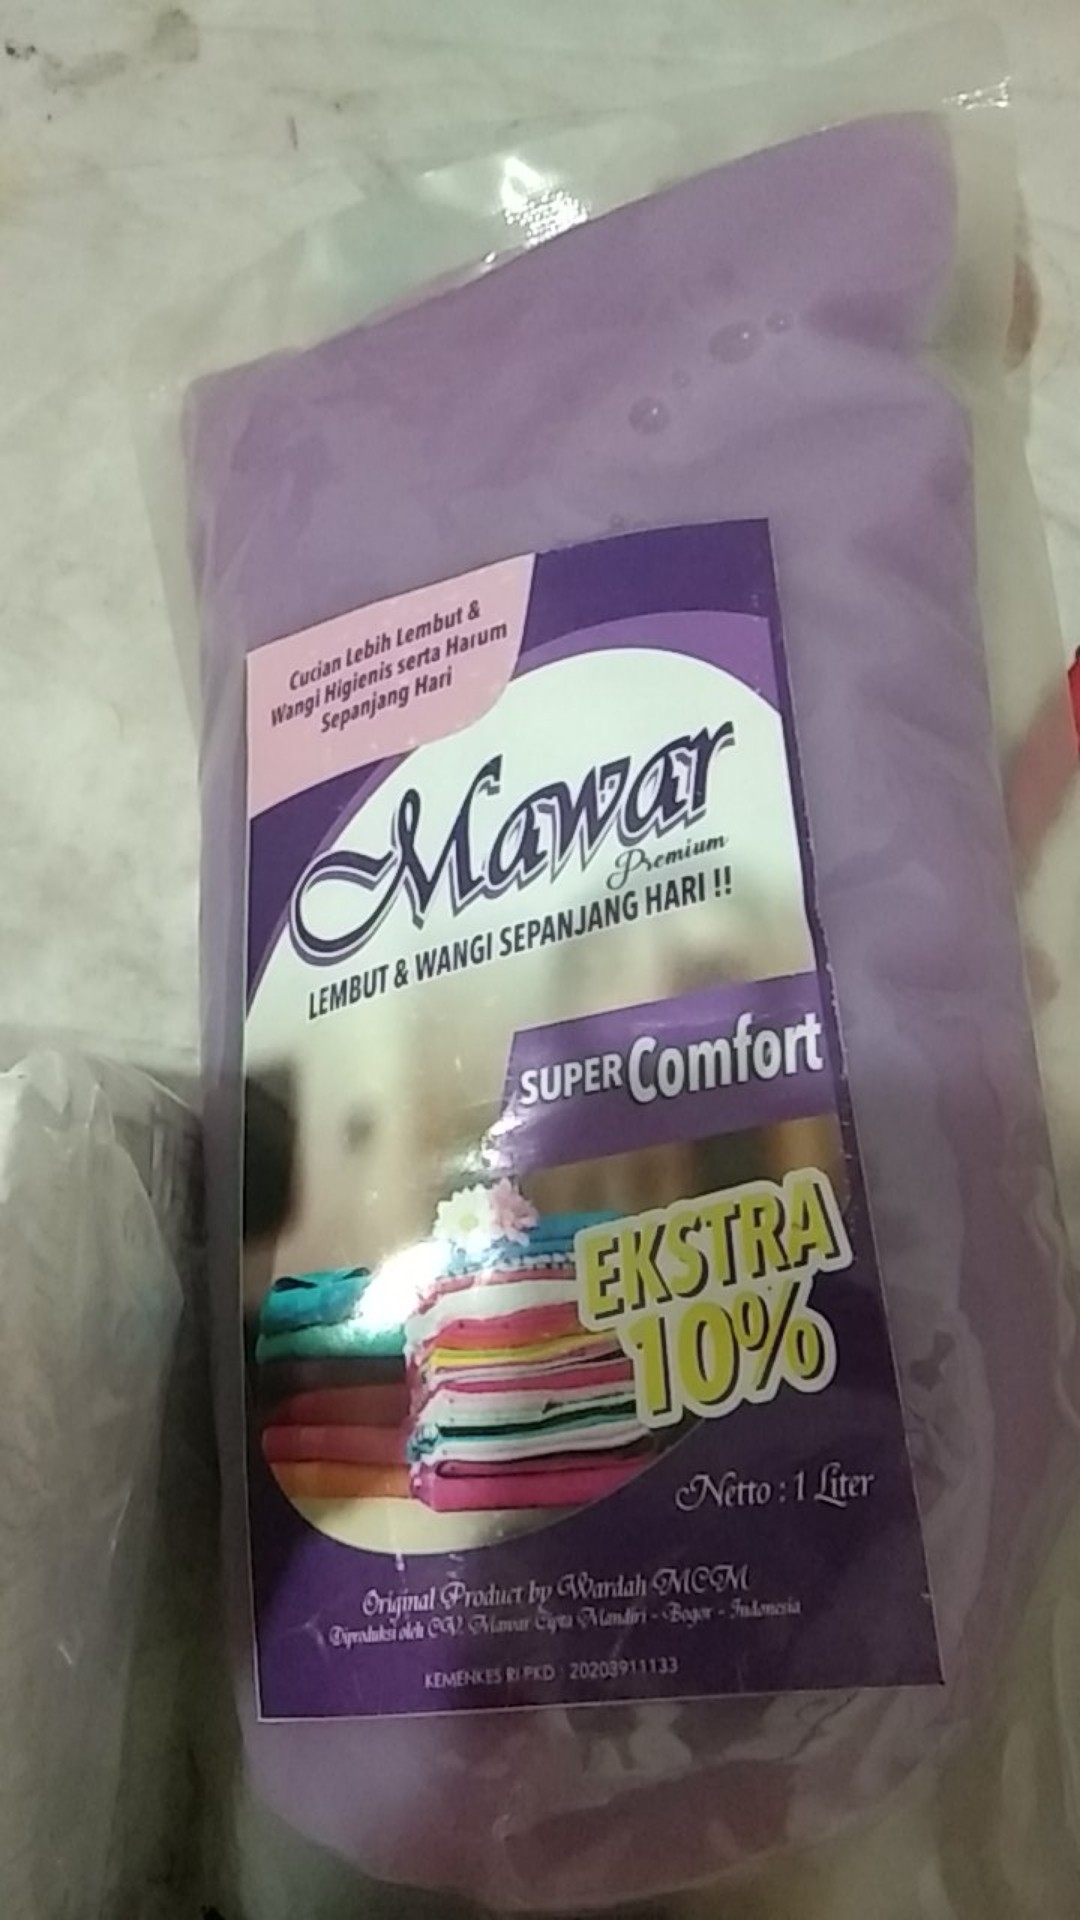 Cucian Lebih Lembut &
Wangi Higienis serta Harum
Sepanjang Hari
Mawar
Premium
LEMBUT & WANGI SEPANJANG HARI !!
SUPER Comfort
EKSTRA
10%
Netto : 1 Liter
Original Product by Wardah MCM
Diproduksi oleh CV. Mawar Cipta Mandiri - Bogor - Indonesia
KEMENKES RI PKD : 20203911133